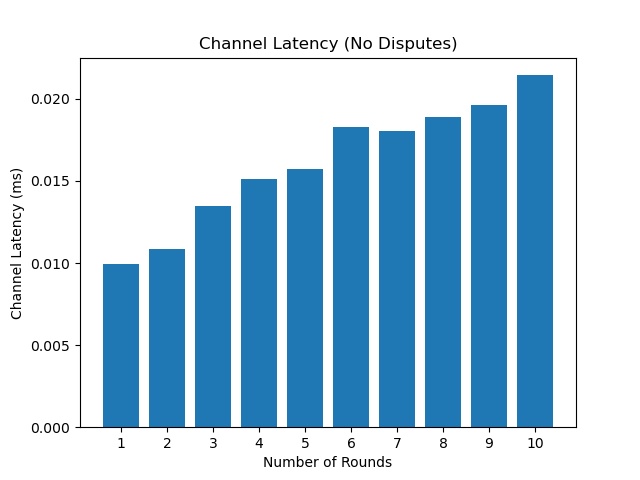 Channel Latency (No Disputes)
0.020
0.015
0.010
0.005
0.000
Channel Latency (ms)
1 2 3 4 5 6 7 8 9 10
Number of Rounds